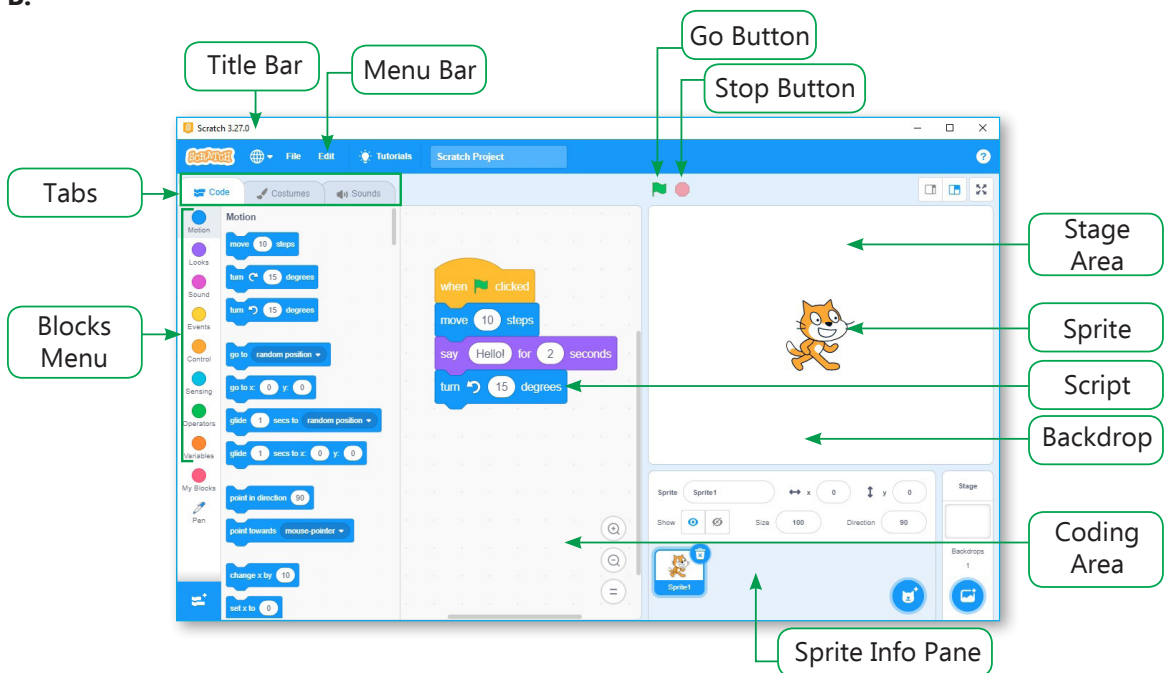 B.
Go Button
Title Bar
Menu Bar
Stop Button
Scratch 3.27.0
SCRATCH
File
Edit
Tutorials
Scratch Project
Tabs
Code
Costumes
Sounds
Motion
Looks
Sound
Events
Control
Sensing
Operators
Variables
My Blocks
Pen
Blocks
Menu
Motion
move 10 steps
turn 15 degrees
turn 15 degrees
go to random position
go to x: 0 y: 0
glide 1 secs to random position
glide 1 secs to x: 0 y: 0
point in direction 90
point towards mouse-pointer
change x by 10
set x to 0
when clicked
move 10 steps
say Hello! for 2 seconds
turn 15 degrees
Stage
Area
Sprite
Script
Backdrop
Sprite Sprite1 x 0 y 0
Show Size 100 Direction 90
Sprite1
Stage
Backdrops
1
Coding
Area
Sprite Info Pane